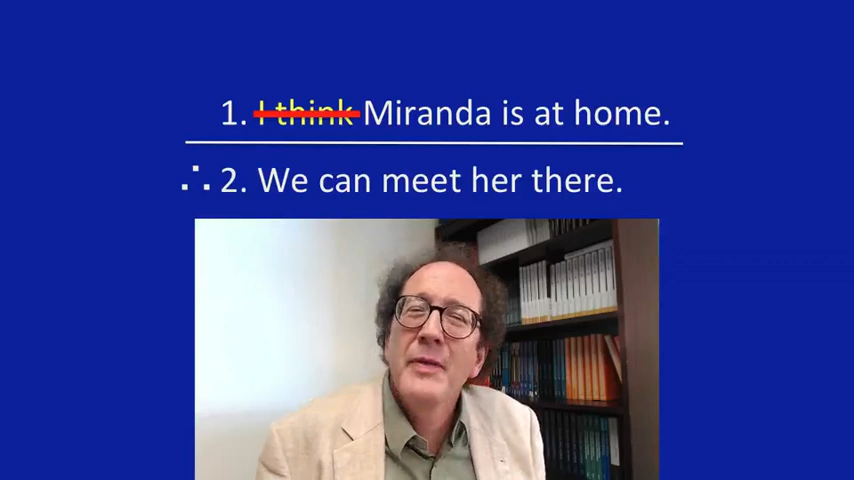 1. I think Miranda is at home.
∴ 2. We can meet her there.